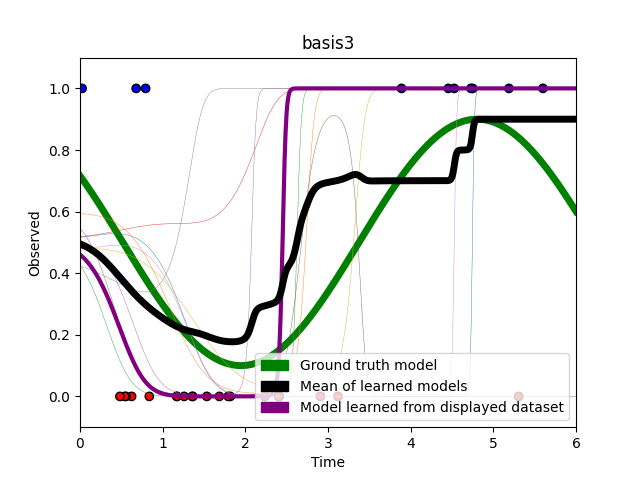 basis3
Observed
1.0
0.8
0.6
0.4
0.2
0.0
Ground truth model
Mean of learned models
Model learned from displayed dataset
0 1 2 3 4 5 6
Time